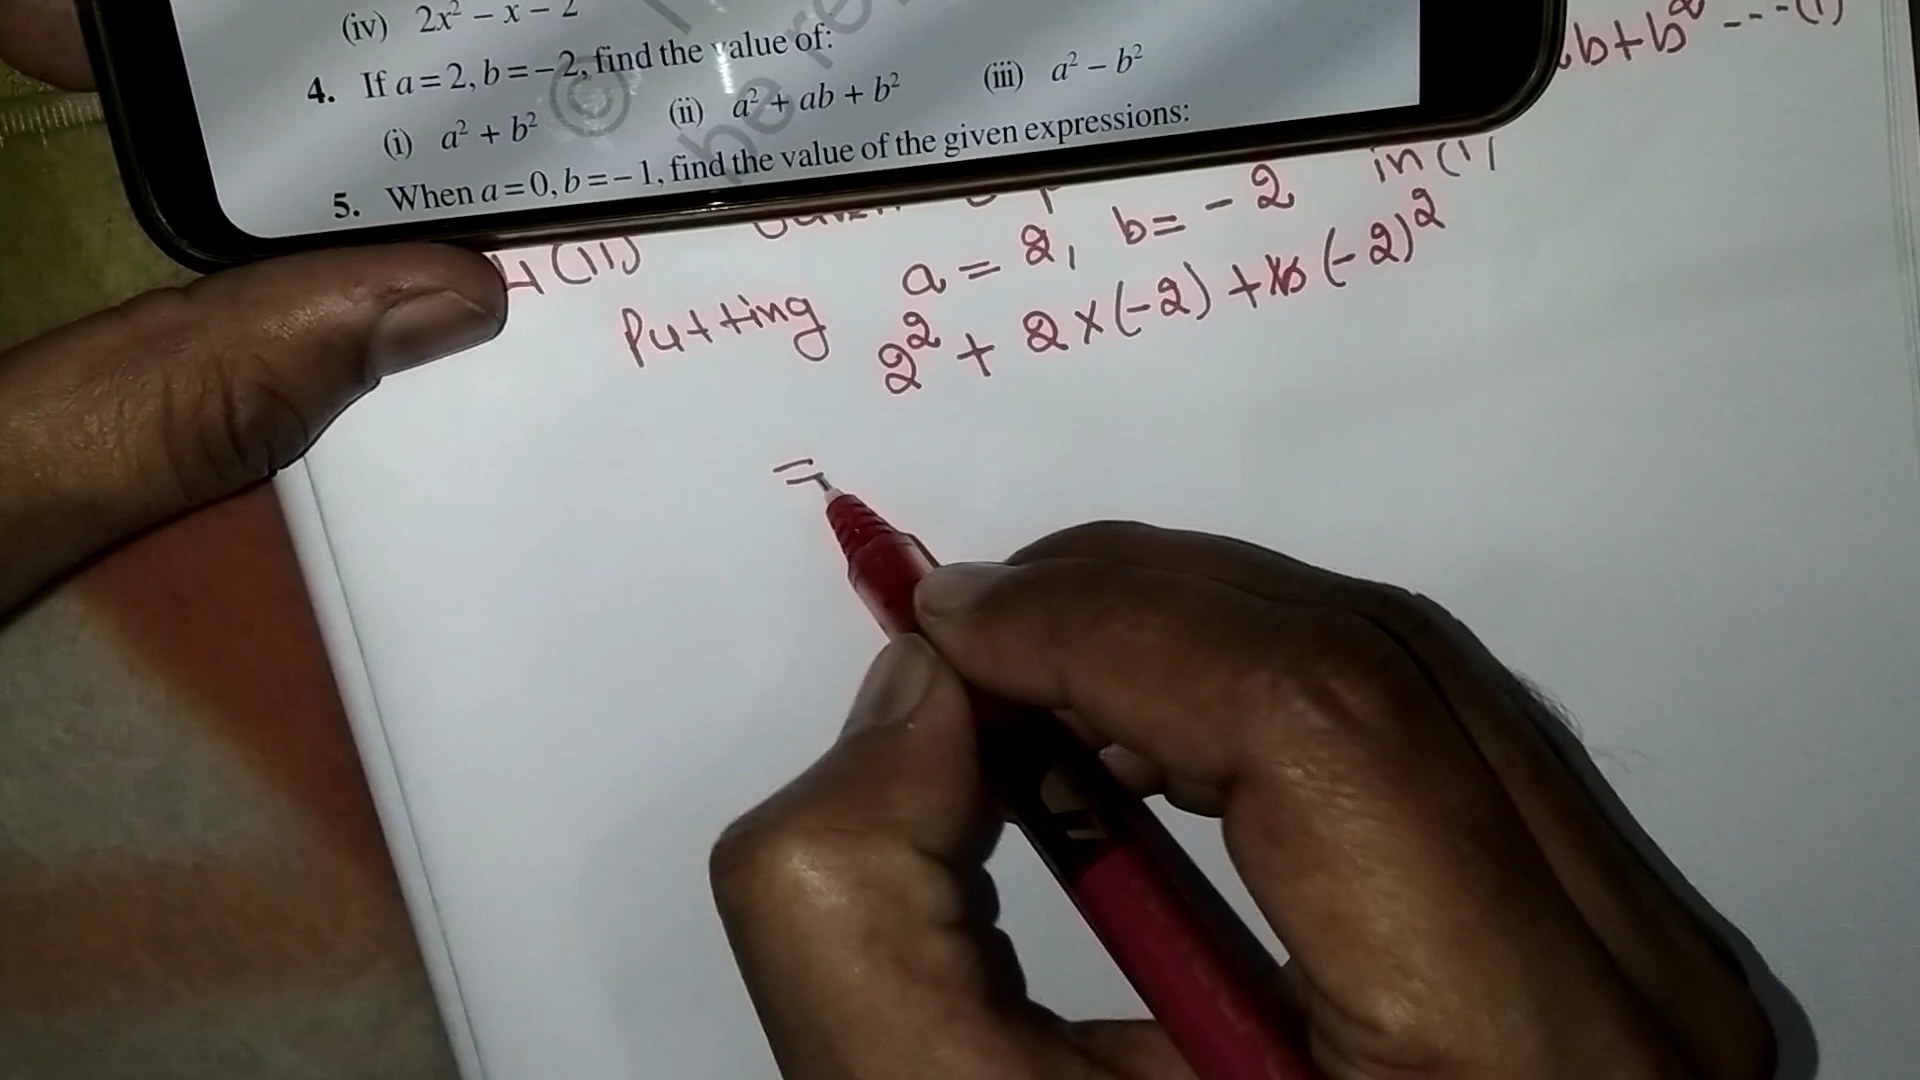 (iv) 2x² – x – 2
4. If a = 2, b = – 2, find the value of:
(i) a² + b² (ii) a² + ab + b² (iii) a² – b²
5. When a = 0, b = – 1, find the value of the given expressions:
b+b² ---(1)
4(ii)
Putting a = 2, b = -2 in (1)
2² + 2×(-2) + (-2)²
=